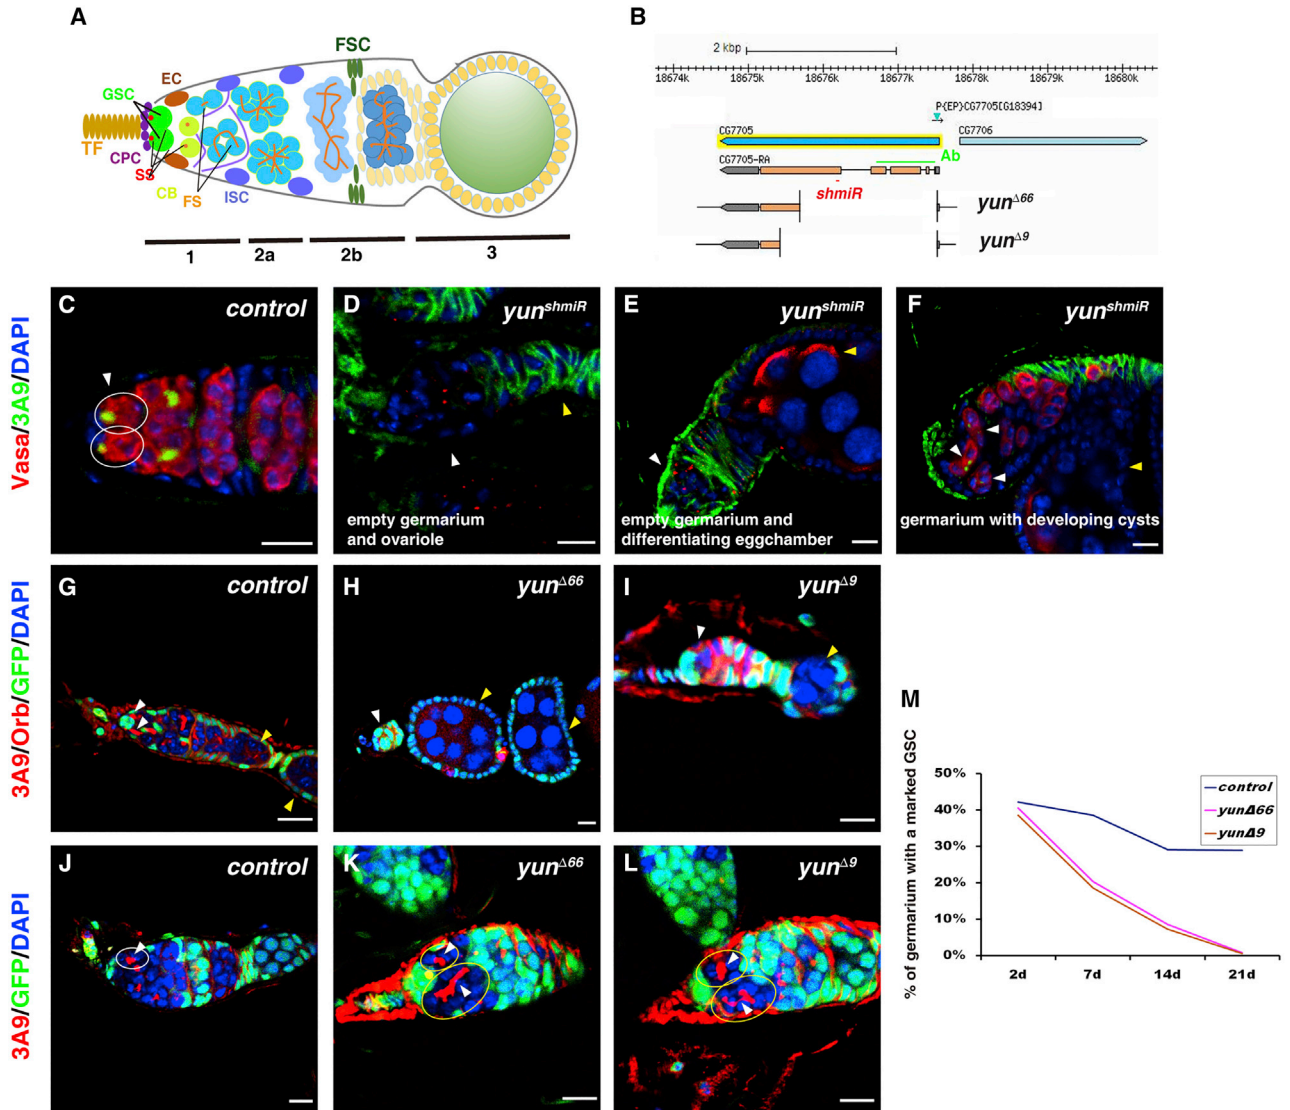 A
FSC
EC
GSC
TF
CPC
SS
CB
FS
ISC
1
2a
2b
3
B
2 kbp
18674k 18675k 18676k 18677k 18678k 18679k 18680k
P{EP}CG7705[G18394]
CG7705
CG7706
Ab
CG7705-RA
shmiR
yunΔ66
yunΔ9
Vasa/3A9/DAPI
C
control
D
yunshmiR
empty germarium
and ovariole
E
yunshmiR
empty germarium and
differentiating eggchamber
F
yunshmiR
germarium with developing cysts
3A9/Orb/GFP/DAPI
G
control
H
yunΔ66
I
yunΔ9
3A9/GFP/DAPI
J
control
K
yunΔ66
L
yunΔ9
M
% of germarium with a marked GSC
50%
40%
30%
20%
10%
0%
2d 7d 14d 21d
control
yunΔ66
yunΔ9